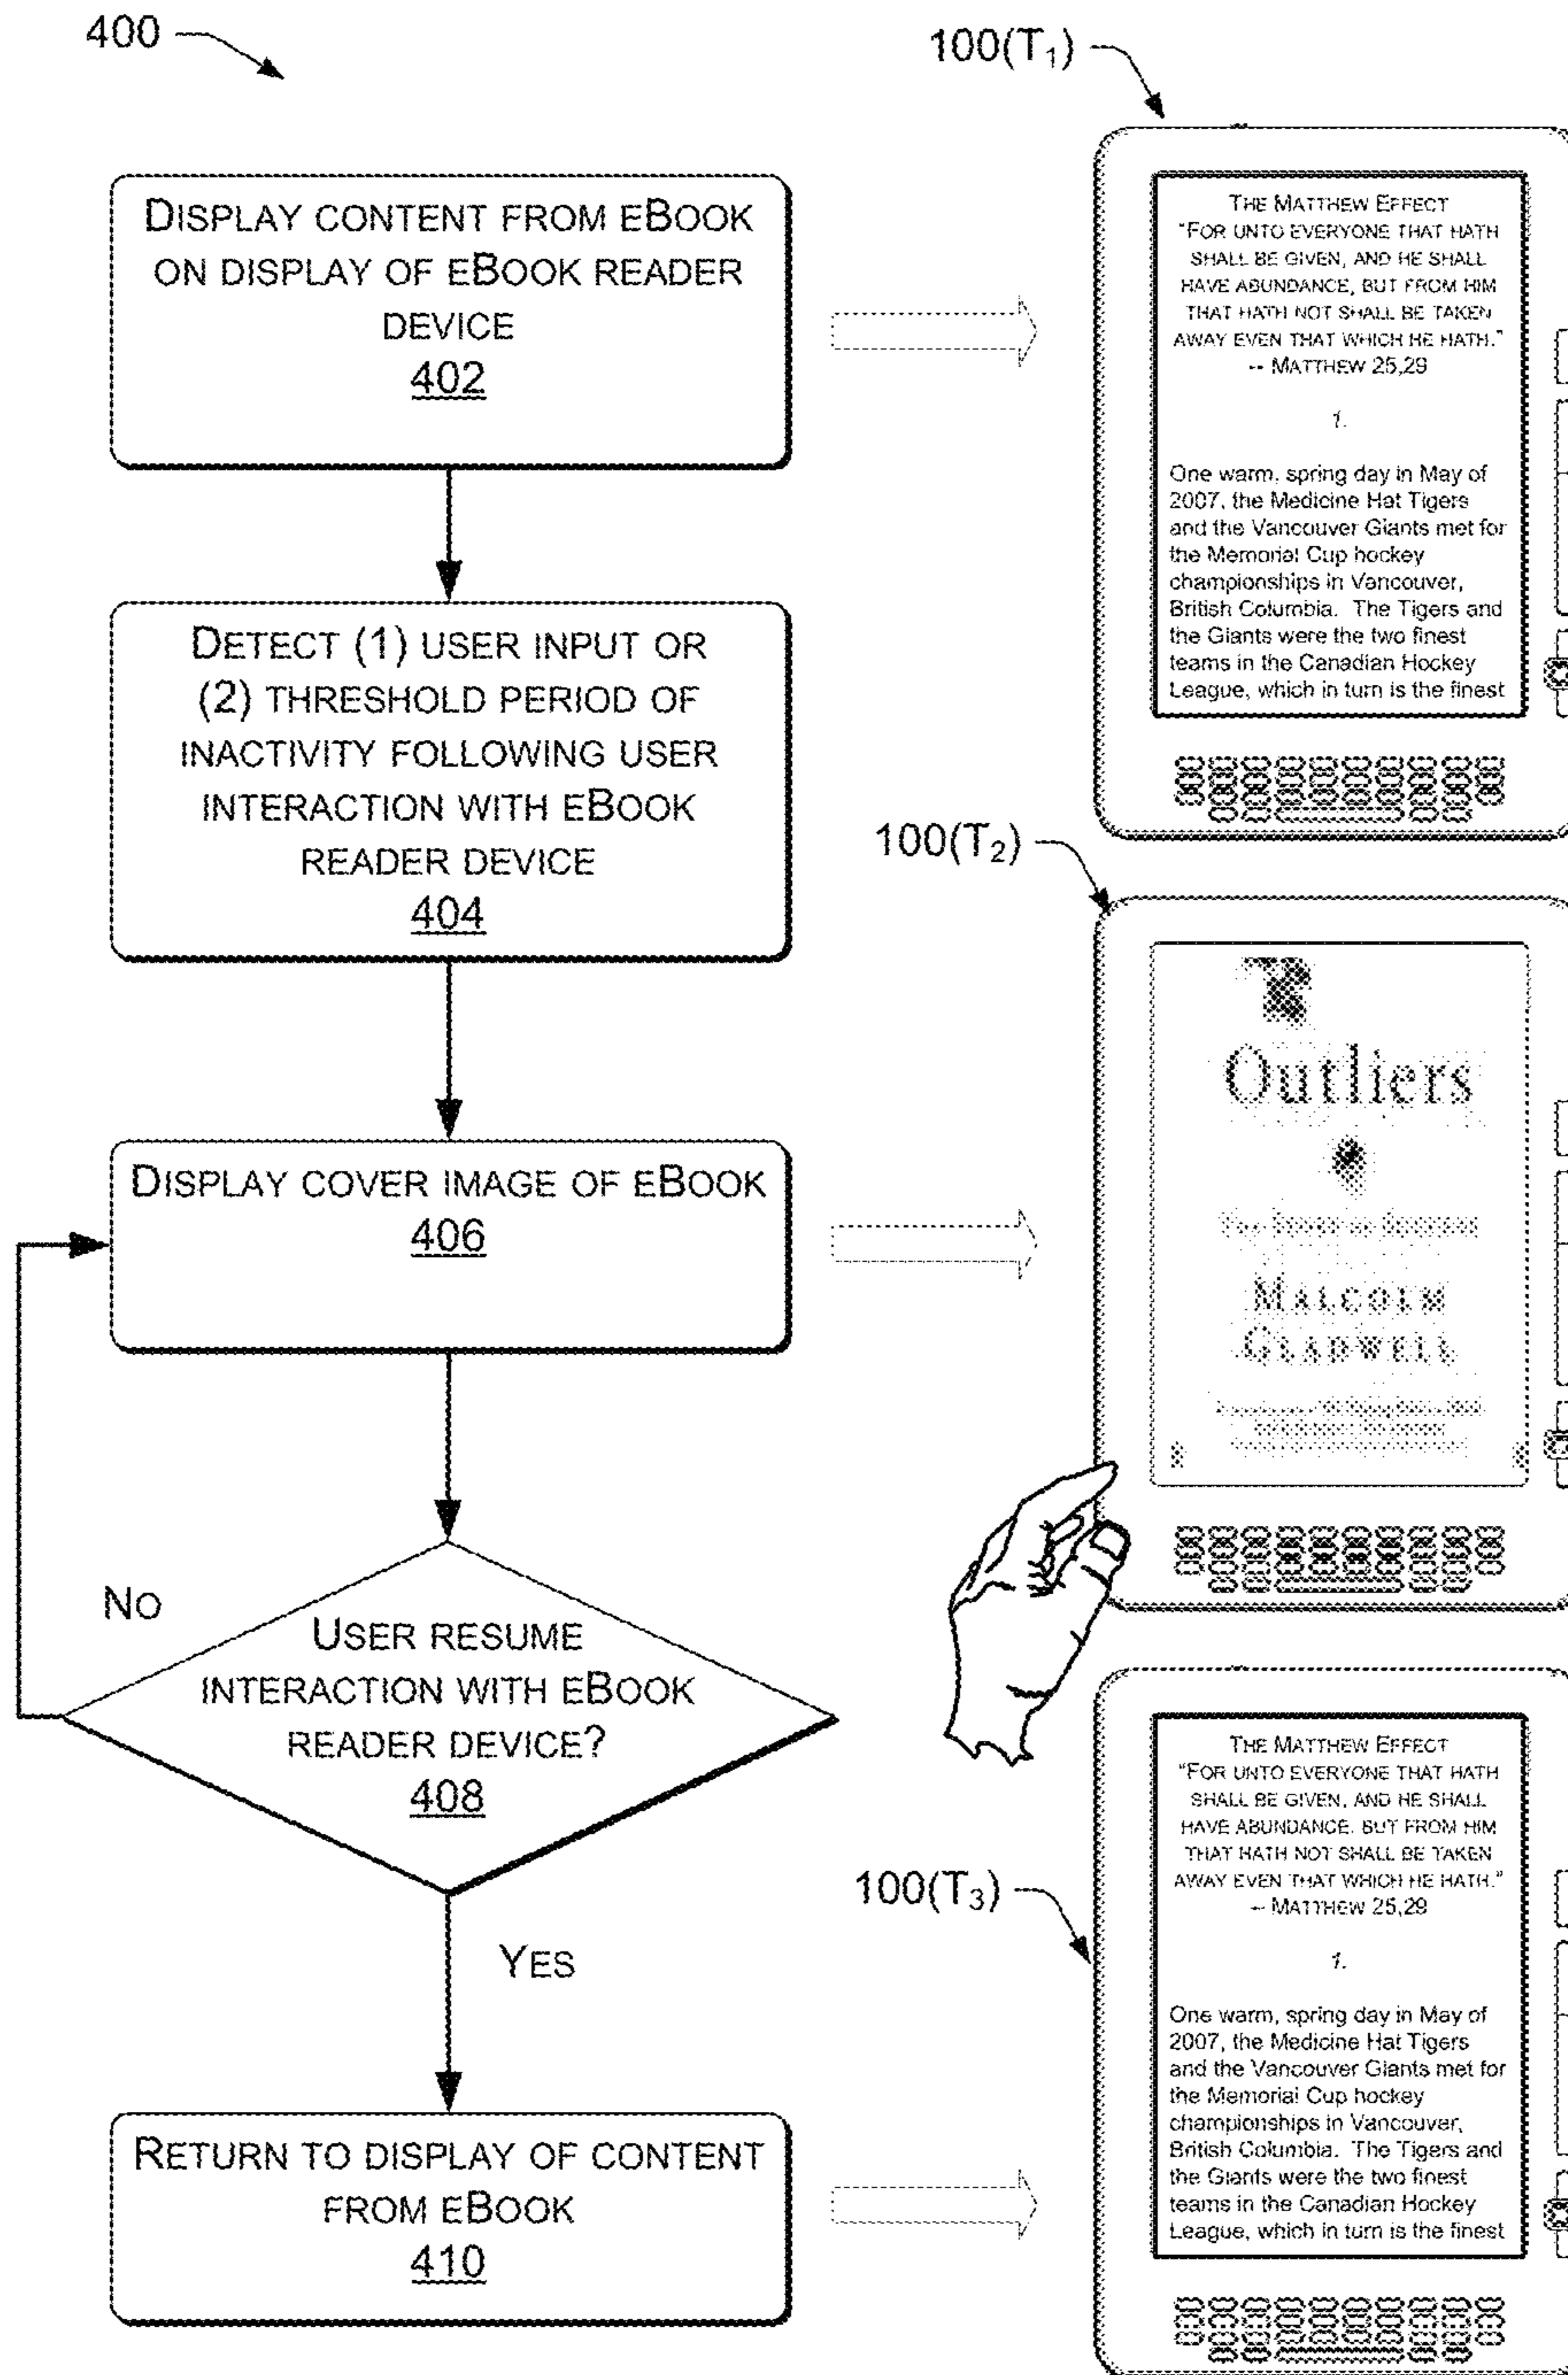 400
100(T1)
DISPLAY CONTENT FROM EBOOK
ON DISPLAY OF EBOOK READER
DEVICE
402
THE MATTHEW EFFECT
"FOR UNTO EVERYONE THAT HATH
SHALL BE GIVEN, AND HE SHALL
HAVE ABUNDANCE, BUT FROM HIM
THAT HATH NOT SHALL BE TAKEN
AWAY EVEN THAT WHICH HE HATH."
-- MATTHEW 25,29
1.
One warm, spring day in May of
2007, the Medicine Hat Tigers
and the Vancouver Giants met for
the Memorial Cup hockey
championships in Vancouver,
British Columbia. The Tigers and
the Giants were the two finest
teams in the Canadian Hockey
League, which in turn is the finest
DETECT (1) USER INPUT OR
(2) THRESHOLD PERIOD OF
INACTIVITY FOLLOWING USER
INTERACTION WITH EBOOK
READER DEVICE
404
100(T2)
Outliers
MALCOLM
GLADWELL
DISPLAY COVER IMAGE OF EBOOK
406
NO
USER RESUME
INTERACTION WITH EBOOK
READER DEVICE?
408
YES
100(T3)
THE MATTHEW EFFECT
"FOR UNTO EVERYONE THAT HATH
SHALL BE GIVEN, AND HE SHALL
HAVE ABUNDANCE, BUT FROM HIM
THAT HATH NOT SHALL BE TAKEN
AWAY EVEN THAT WHICH HE HATH."
-- MATTHEW 25,29
1.
One warm, spring day in May of
2007, the Medicine Hat Tigers
and the Vancouver Giants met for
the Memorial Cup hockey
championships in Vancouver,
British Columbia. The Tigers and
the Giants were the two finest
teams in the Canadian Hockey
League, which in turn is the finest
RETURN TO DISPLAY OF CONTENT
FROM EBOOK
410